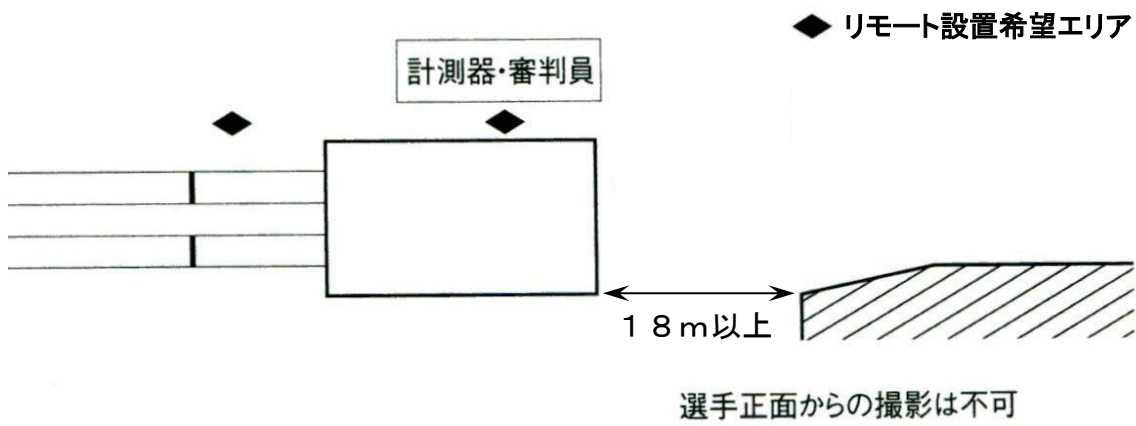 ◆ リモート設置希望エリア
計測器・審判員
１８ｍ以上
選手正面からの撮影は不可